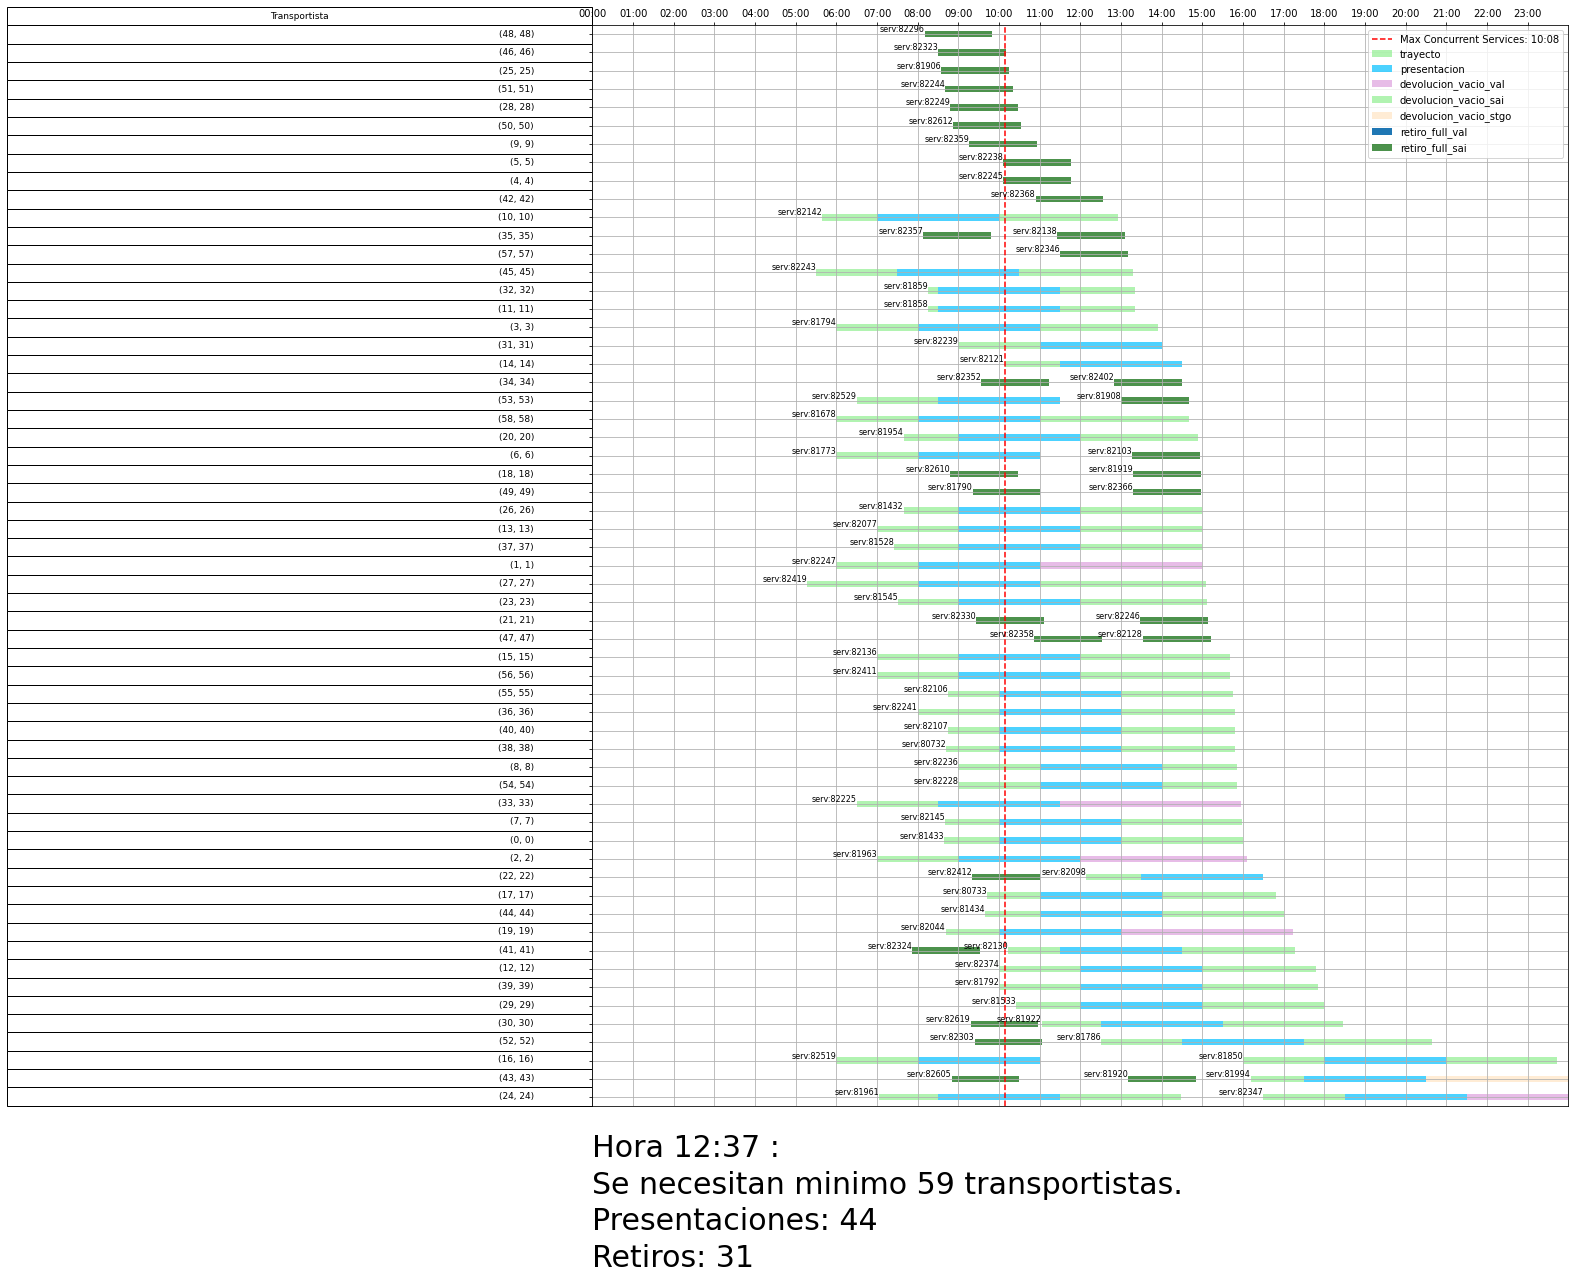 Transportista
00:00 01:00 02:00 03:00 04:00 05:00 06:00 07:00 08:00 09:00 10:00 11:00 12:00 13:00 14:00 15:00 16:00 17:00 18:00 19:00 20:00 21:00 22:00 23:00
Max Concurrent Services: 10:08
trayecto
presentacion
devolucion_vacio_val
devolucion_vacio_sai
devolucion_vacio_stgo
retiro_full_val
retiro_full_sai
(48, 48) serv:82296
(46, 46) serv:82323
(25, 25) serv:81906
(51, 51) serv:82244
(28, 28) serv:82249
(50, 50) serv:82612
(9, 9) serv:82359
(5, 5) serv:82238
(4, 4) serv:82245
(42, 42) serv:82368
(10, 10) serv:82142
(35, 35) serv:82357 serv:82138
(57, 57) serv:82346
(45, 45) serv:82243
(32, 32) serv:81859
(11, 11) serv:81858
(3, 3) serv:81794
(31, 31) serv:82239
(14, 14) serv:82121
(34, 34) serv:82352 serv:82402
(53, 53) serv:82529 serv:81908
(58, 58) serv:81678
(20, 20) serv:81954
(6, 6) serv:81773 serv:82103
(18, 18) serv:82610 serv:81919
(49, 49) serv:81790 serv:82366
(26, 26) serv:81432
(13, 13) serv:82077
(37, 37) serv:81528
(1, 1) serv:82247
(27, 27) serv:82419
(23, 23) serv:81545
(21, 21) serv:82330 serv:82246
(47, 47) serv:82358 serv:82128
(15, 15) serv:82136
(56, 56) serv:82411
(55, 55) serv:82106
(36, 36) serv:82241
(40, 40) serv:82107
(38, 38) serv:80732
(8, 8) serv:82236
(54, 54) serv:82228
(33, 33) serv:82225
(7, 7) serv:82145
(0, 0) serv:81433
(2, 2) serv:81963
(22, 22) serv:82412 serv:82098
(17, 17) serv:80733
(44, 44) serv:81434
(19, 19) serv:82044
(41, 41) serv:82324 serv:82130
(12, 12) serv:82374
(39, 39) serv:81792
(29, 29) serv:81533
(30, 30) serv:82619 serv:81922
(52, 52) serv:82303 serv:81786
(16, 16) serv:82519 serv:81850
(43, 43) serv:82605 serv:81920 serv:81994
(24, 24) serv:81961 serv:82347
Hora 12:37 :
Se necesitan minimo 59 transportistas.
Presentaciones: 44
Retiros: 31